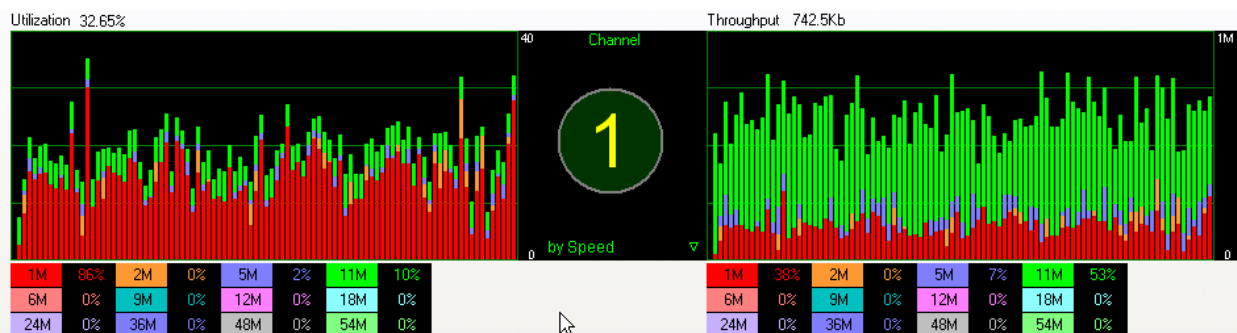 Utilization 32.65% Throughput 742.5Kb
40 Channel 1M
1
0 by Speed 0
1M 86% 2M 0% 5M 2% 11M 10% 1M 38% 2M 0% 5M 7% 11M 53%
6M 0% 9M 0% 12M 0% 18M 0% 6M 0% 9M 0% 12M 0% 18M 0%
24M 0% 36M 0% 48M 0% 54M 0% 24M 0% 36M 0% 48M 0% 54M 0%